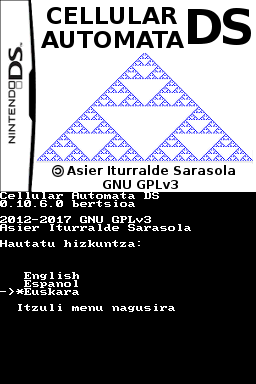 CELLULAR
AUTOMATA DS
NINTENDO DS
Asier Iturralde Sarasola
GNU GPLv3
Cellular Automata DS
0.10.6.0 bertsioa
2012-2017 GNU GPLv3
Asier Iturralde Sarasola
Hautatu hizkuntza:
English
Espanol
->*Euskara
Itzuli menu nagusira